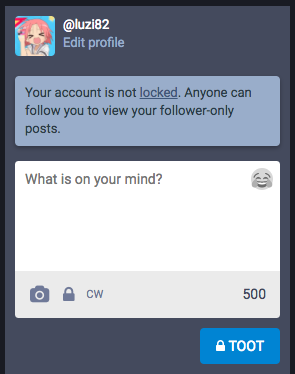 @luzi82
Edit profile
Your account is not locked. Anyone can
follow you to view your follower-only
posts.
What is on your mind?
CW
500
TOOT